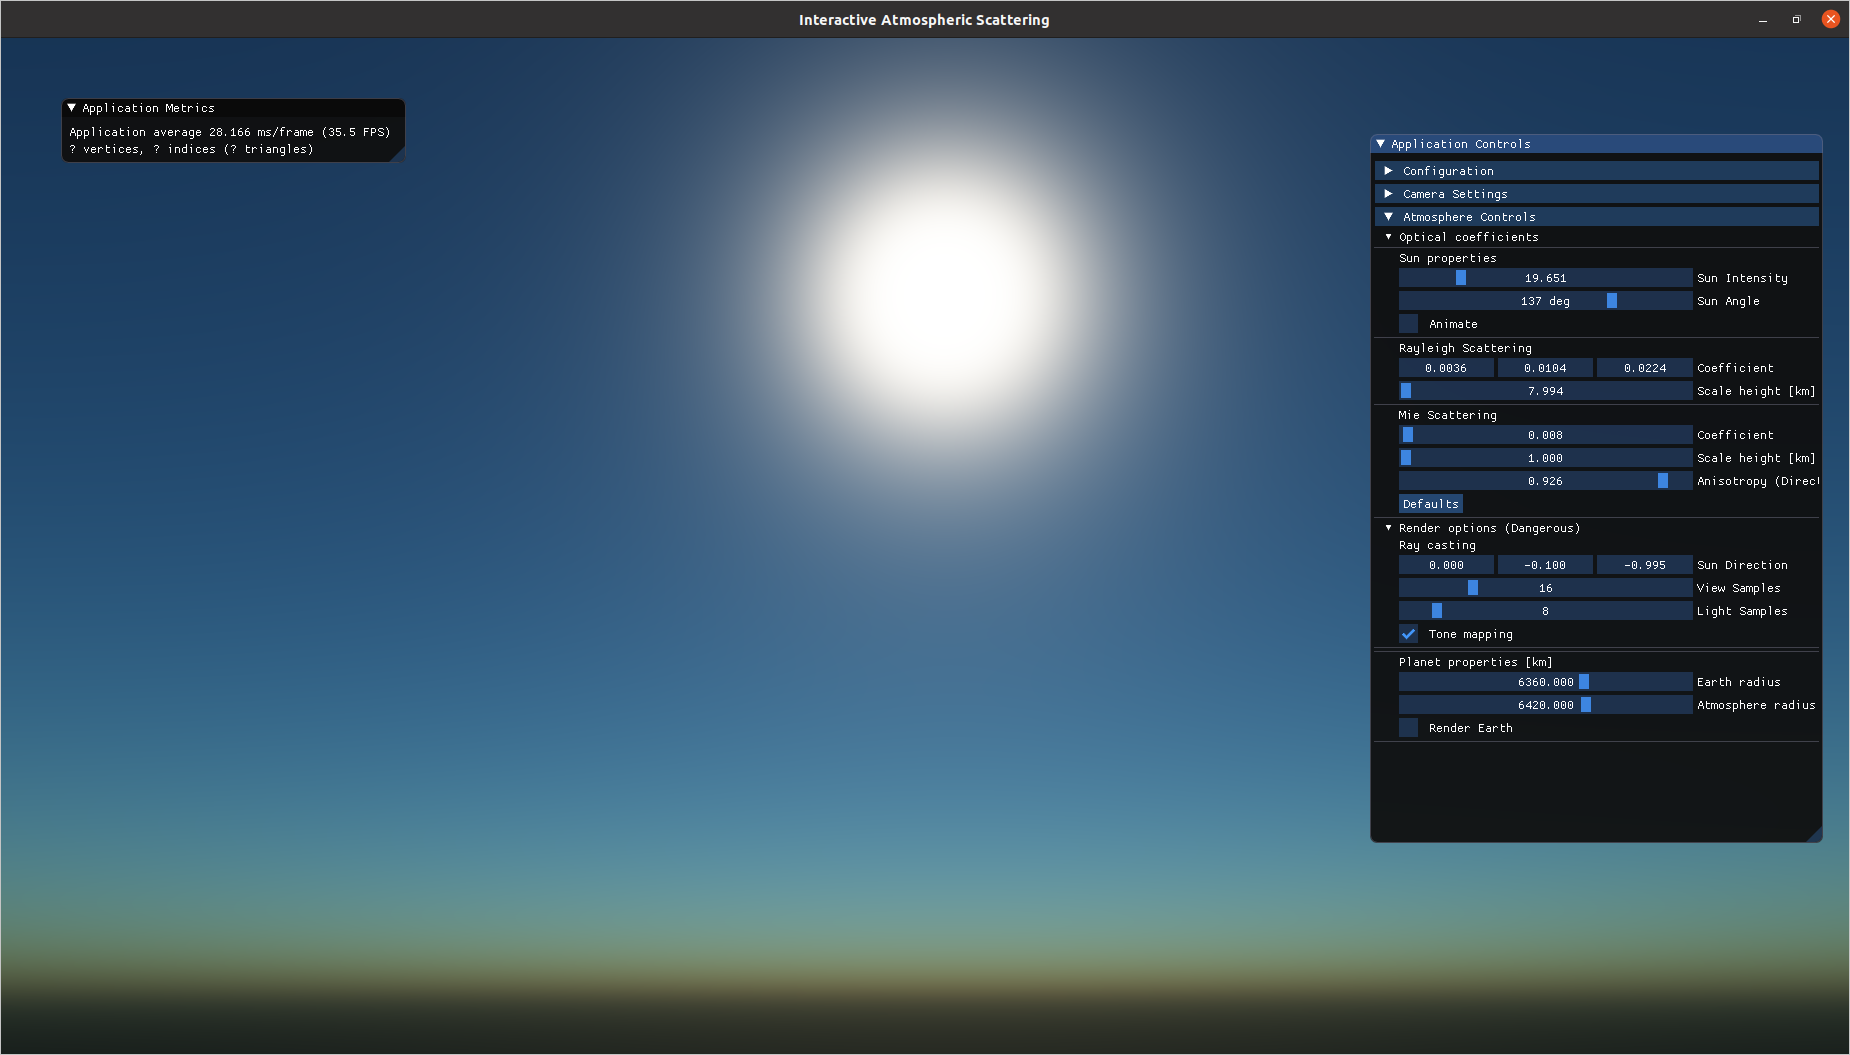 Interactive Atmospheric Scattering
Application Metrics
Application average 28.166 ms/frame (35.5 FPS)
? vertices, ? indices (? triangles)
Application Controls
Configuration
Camera Settings
Atmosphere Controls
Optical coefficients
Sun properties
19.651 Sun Intensity
137 deg Sun Angle
Animate
Rayleigh Scattering
0.0036 0.0104 0.0224 Coefficient
7.994 Scale height [km]
Mie Scattering
0.008 Coefficient
1.000 Scale height [km]
0.926 Anisotropy
Defaults
Render options (Dangerous)
Ray casting
0.000 -0.100 -0.995 Sun Direction
16 View Samples
8 Light Samples
Tone mapping
Planet properties [km]
6360.000 Earth radius
6420.000 Atmosphere radius
Render Earth